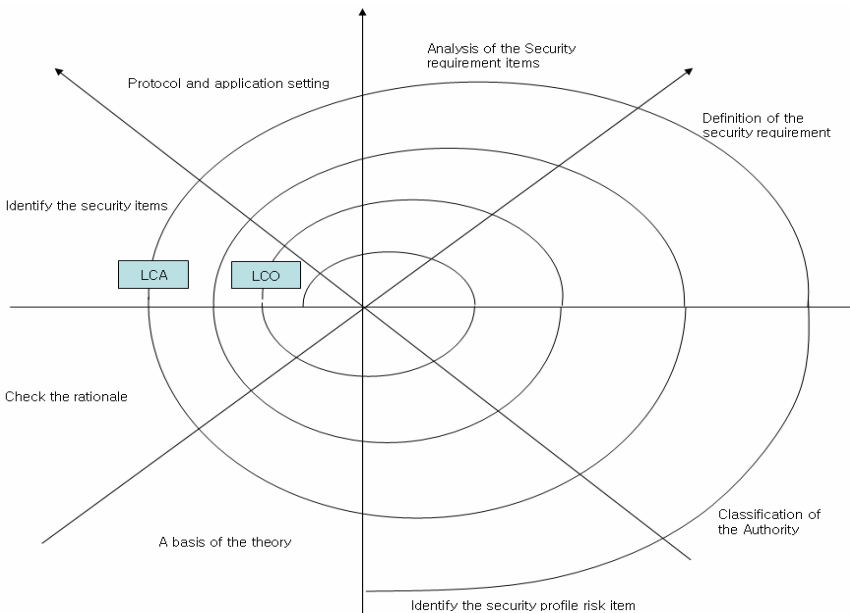 Analysis of the Security
requirement items
Protocol and application setting
Definition of the
security requirement
Identify the security items
LCA
LCO
Check the rationale
Classification of
the Authority
A basis of the theory
Identify the security profile risk item